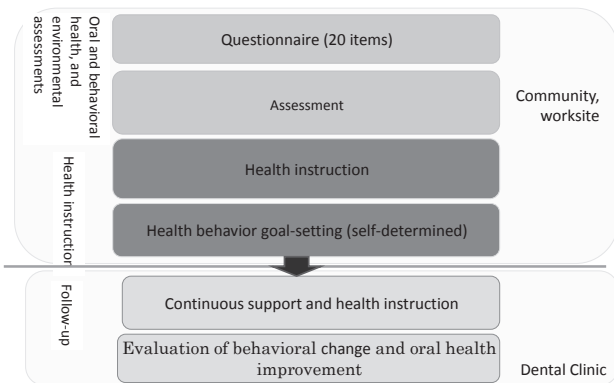 Oral and behavioral
health, and
environmental
assessments
Questionnaire (20 items)
Assessment
Community,
worksite
Health instruction
Health instruction
Health behavior goal-setting (self-determined)
Follow-up
Continuous support and health instruction
Evaluation of behavioral change and oral health
improvement
Dental Clinic